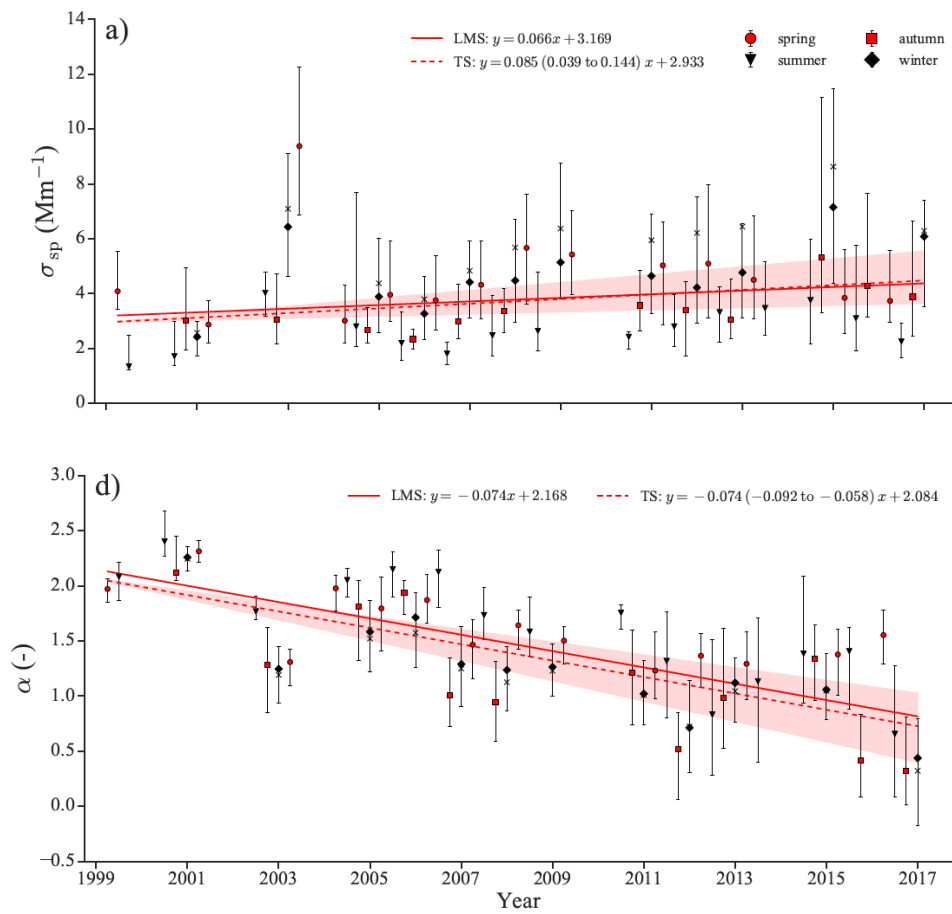 a)
14
12
10
8
6
4
2
0
σsp (Mm⁻¹)
LMS: y = 0.066x + 3.169
TS: y = 0.085 (0.039 to 0.144) x + 2.933
spring
summer
autumn
winter
d)
3.0
2.5
2.0
1.5
1.0
0.5
0.0
−0.5
α (-)
LMS: y = −0.074x + 2.168
TS: y = −0.074 (−0.092 to −0.058) x + 2.084
1999 2001 2003 2005 2007 2009 2011 2013 2015 2017
Year